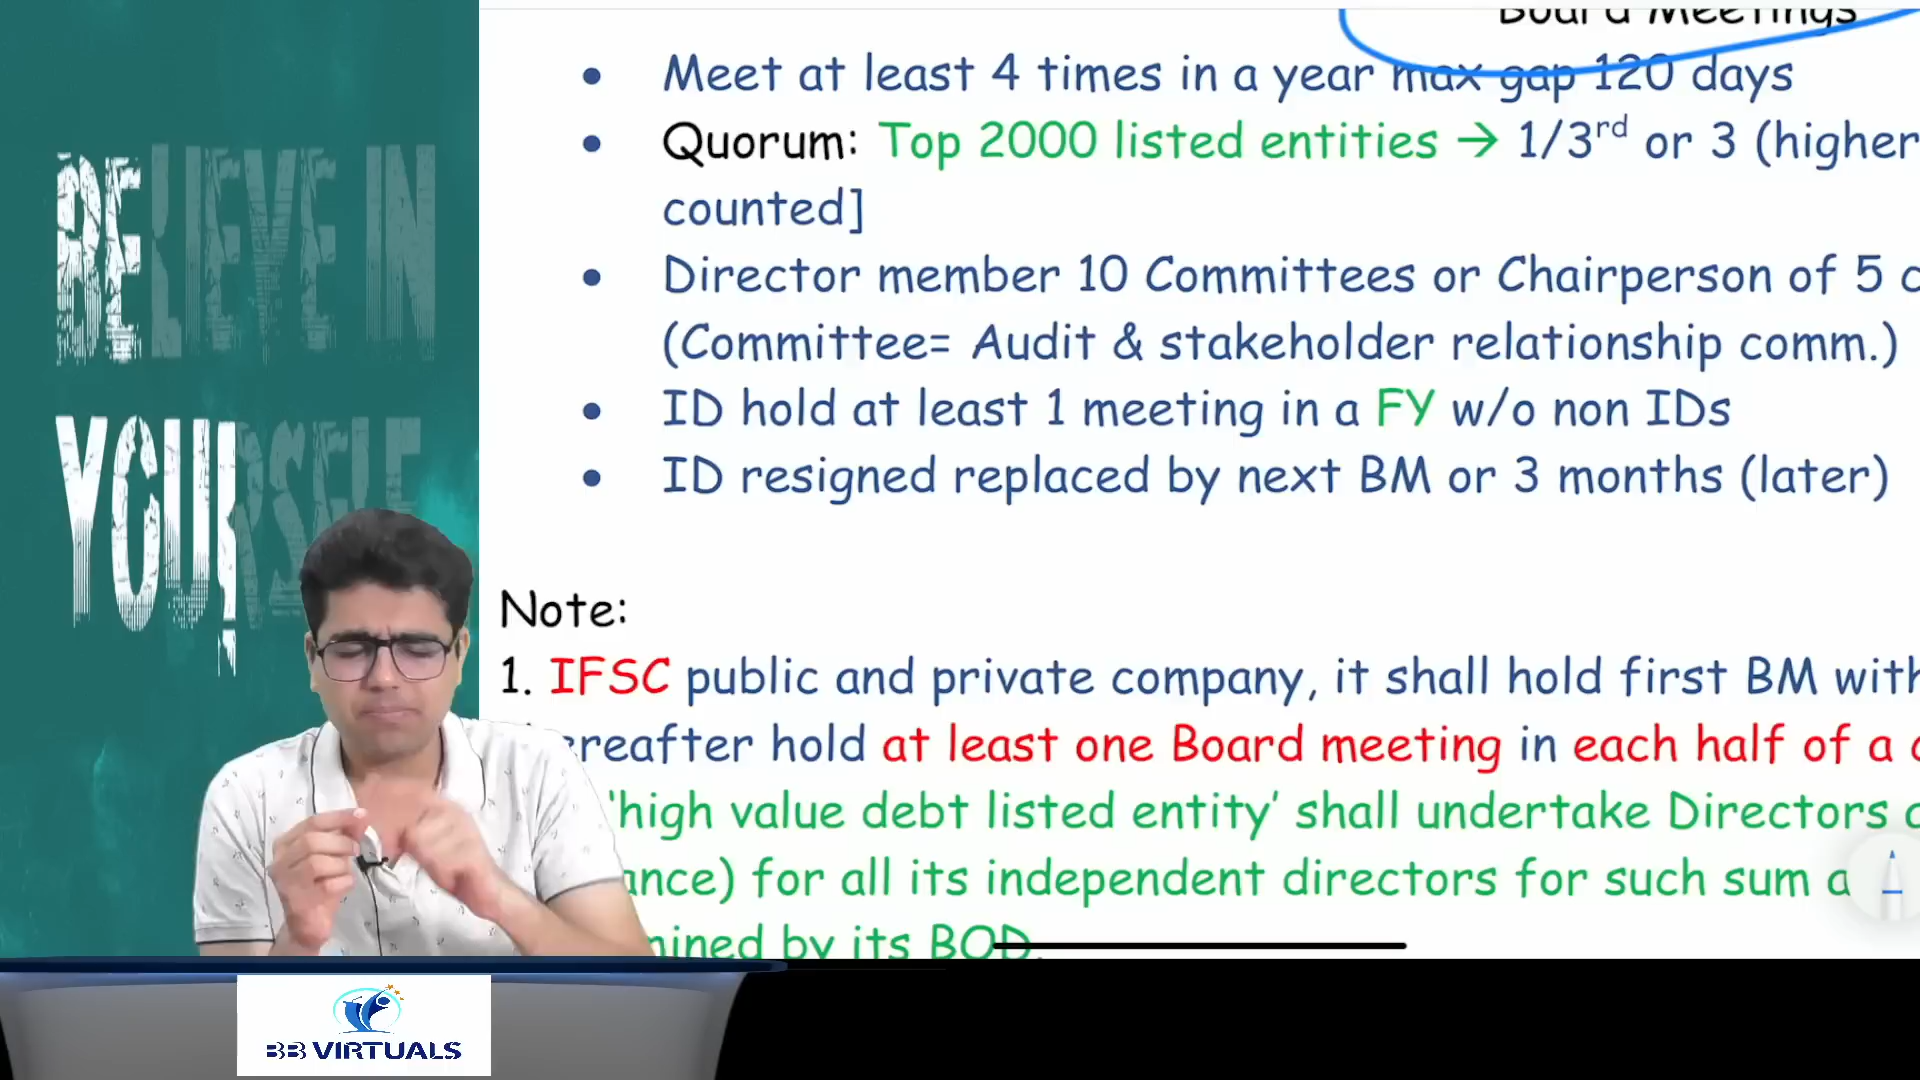 BELIEVE IN
YOURSELF
Board Meetings
• Meet at least 4 times in a year max gap 120 days
• Quorum: Top 2000 listed entities → 1/3rd or 3 (higher
counted]
• Director member 10 Committees or Chairperson of 5 c
(Committee= Audit & stakeholder relationship comm.)
• ID hold at least 1 meeting in a FY w/o non IDs
• ID resigned replaced by next BM or 3 months (later)
Note:
1. IFSC public and private company, it shall hold first BM with
ereafter hold at least one Board meeting in each half of a c
'high value debt listed entity' shall undertake Directors
ance) for all its independent directors for such sum a
mined by its BOD.
BB VIRTUALS